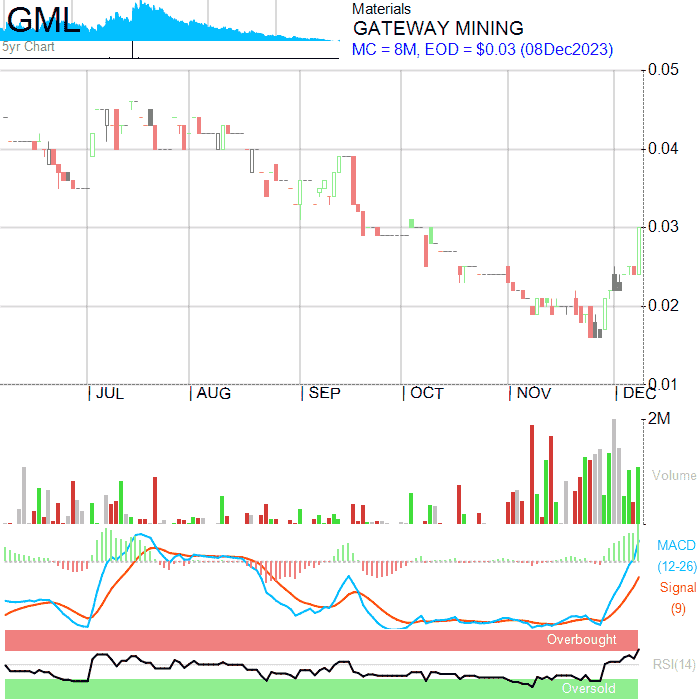 GML
5yr Chart
Materials
GATEWAY MINING
MC = 8M, EOD = $0.03 (08Dec2023)
0.05
0.04
0.03
0.02
0.01
JUL AUG SEP OCT NOV DEC
2M
Volume
MACD
(12-26)
Signal
(9)
Overbought
RSI(14)
Oversold